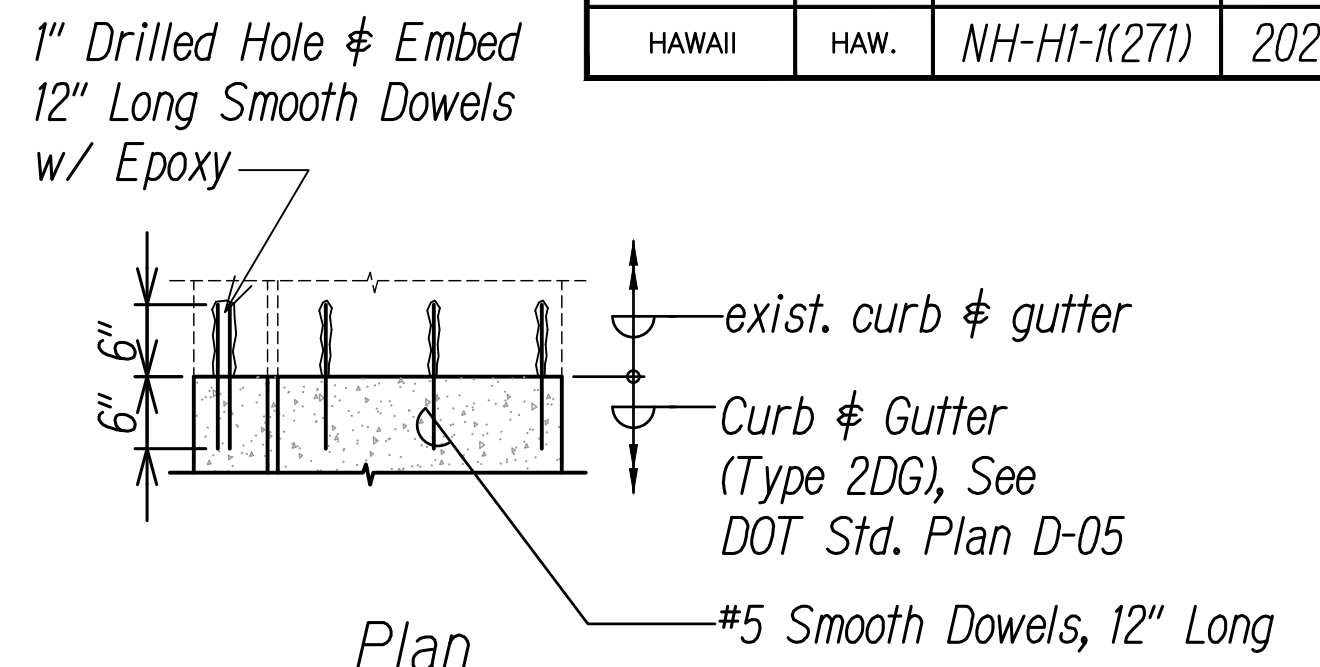 1" Drilled Hole & Embed
12" Long Smooth Dowels
w/ Epoxy
HAWAII HAW. NH-H1-1(271) 202
6"
6"
exist. curb & gutter
Curb & Gutter
(Type 2DG), See
DOT Std. Plan D-05
#5 Smooth Dowels, 12" Long
Plan